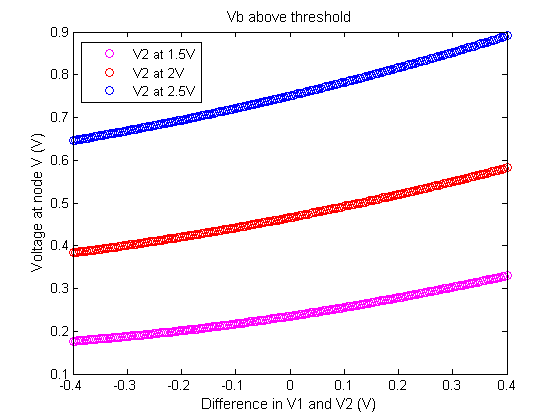 Vb above threshold
V2 at 1.5V
V2 at 2V
V2 at 2.5V
Voltage at node V (V)
0.9
0.8
0.7
0.6
0.5
0.4
0.3
0.2
0.1
-0.4 -0.3 -0.2 -0.1 0 0.1 0.2 0.3 0.4
Difference in V1 and V2 (V)